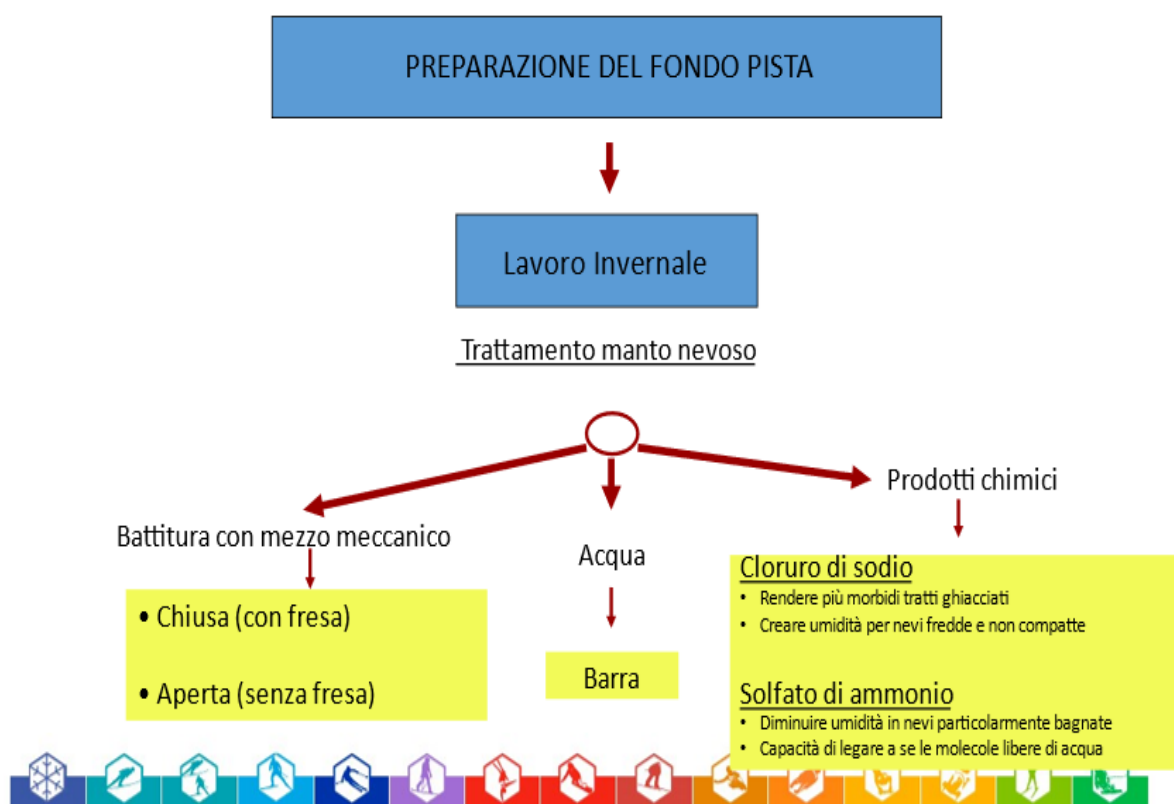 PREPARAZIONE DEL FONDO PISTA
Lavoro Invernale
Trattamento manto nevoso
Battitura con mezzo meccanico
• Chiusa (con fresa)
• Aperta (senza fresa)
Acqua
Barra
Prodotti chimici
Cloruro di sodio
• Rendere più morbidi tratti ghiacciati
• Creare umidità per nevi fredde e non compatte
Solfato di ammonio
• Diminuire umidità in nevi particolarmente bagnate
• Capacità di legare a se le molecole libere di acqua